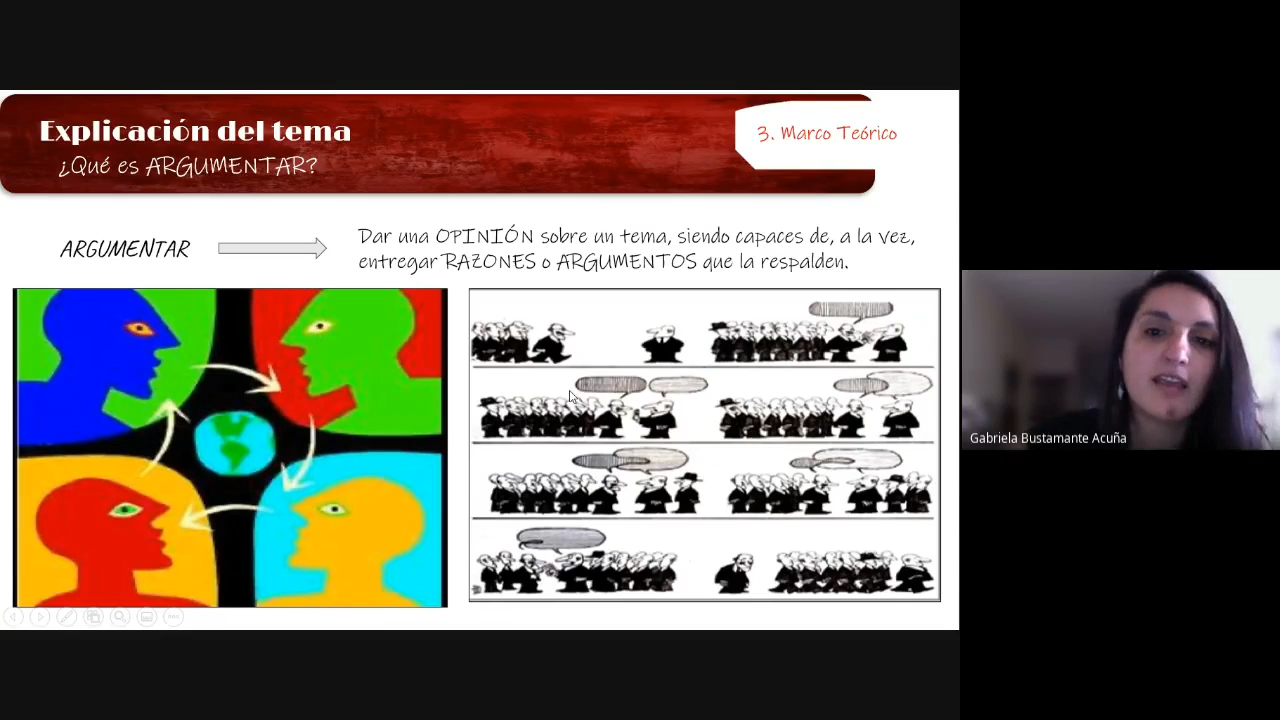 Explicación del tema
¿Qué es ARGUMENTAR?
3. Marco Teórico
ARGUMENTAR
Dar una OPINIÓN sobre un tema, siendo capaces de, a la vez,
entregar RAZONES o ARGUMENTOS que la respalden.
Gabriela Bustamante Acuña